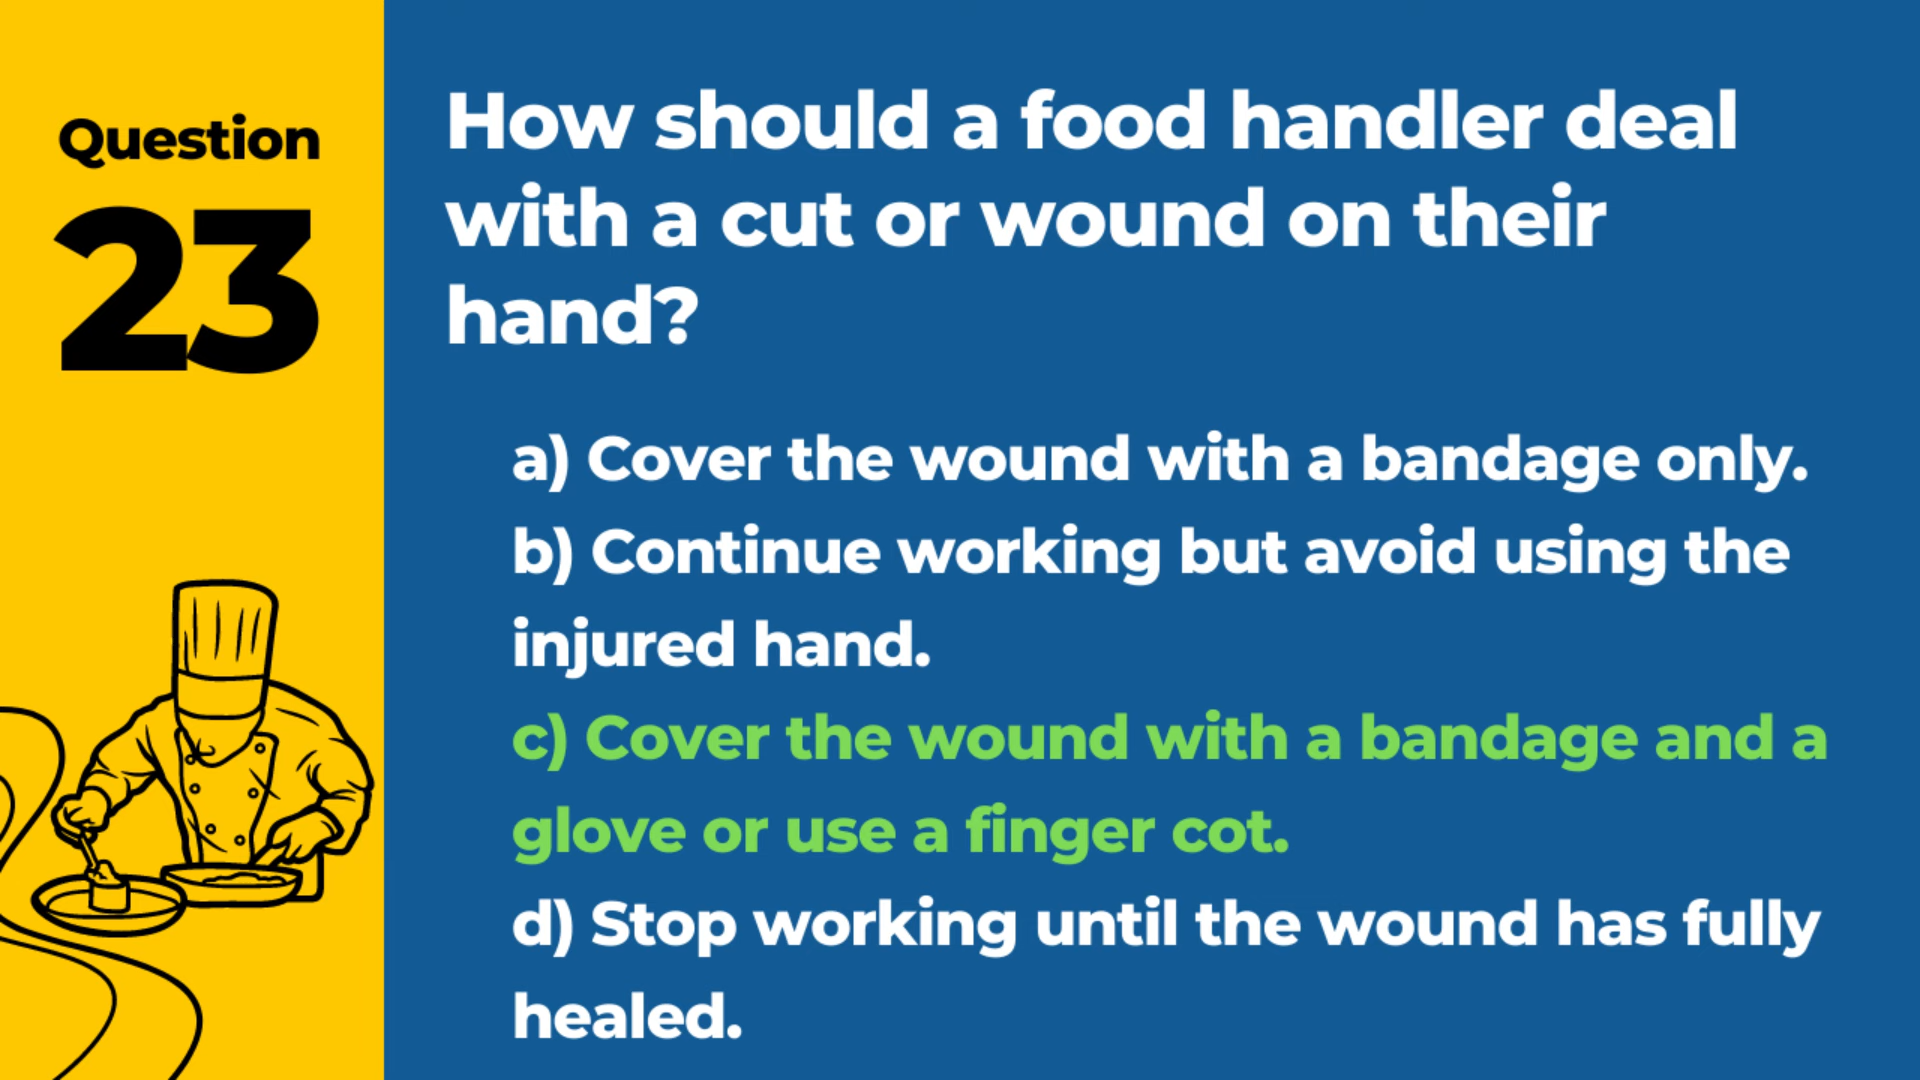 Question
23
How should a food handler deal
with a cut or wound on their
hand?
a) Cover the wound with a bandage only.
b) Continue working but avoid using the
injured hand.
c) Cover the wound with a bandage and a
glove or use a finger cot.
d) Stop working until the wound has fully
healed.